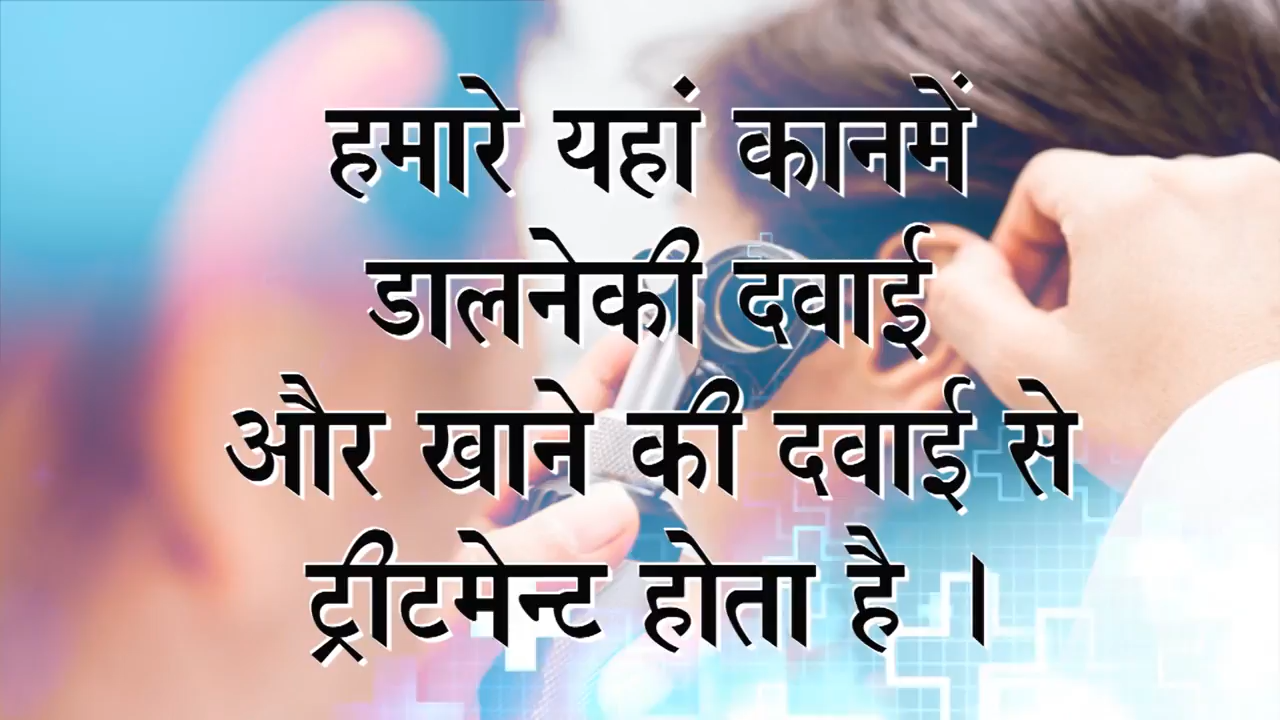 हमारे यहां कानमें
डालनेकी दवाई
और खाने की दवाई से
ट्रीटमेन्ट होता है ।